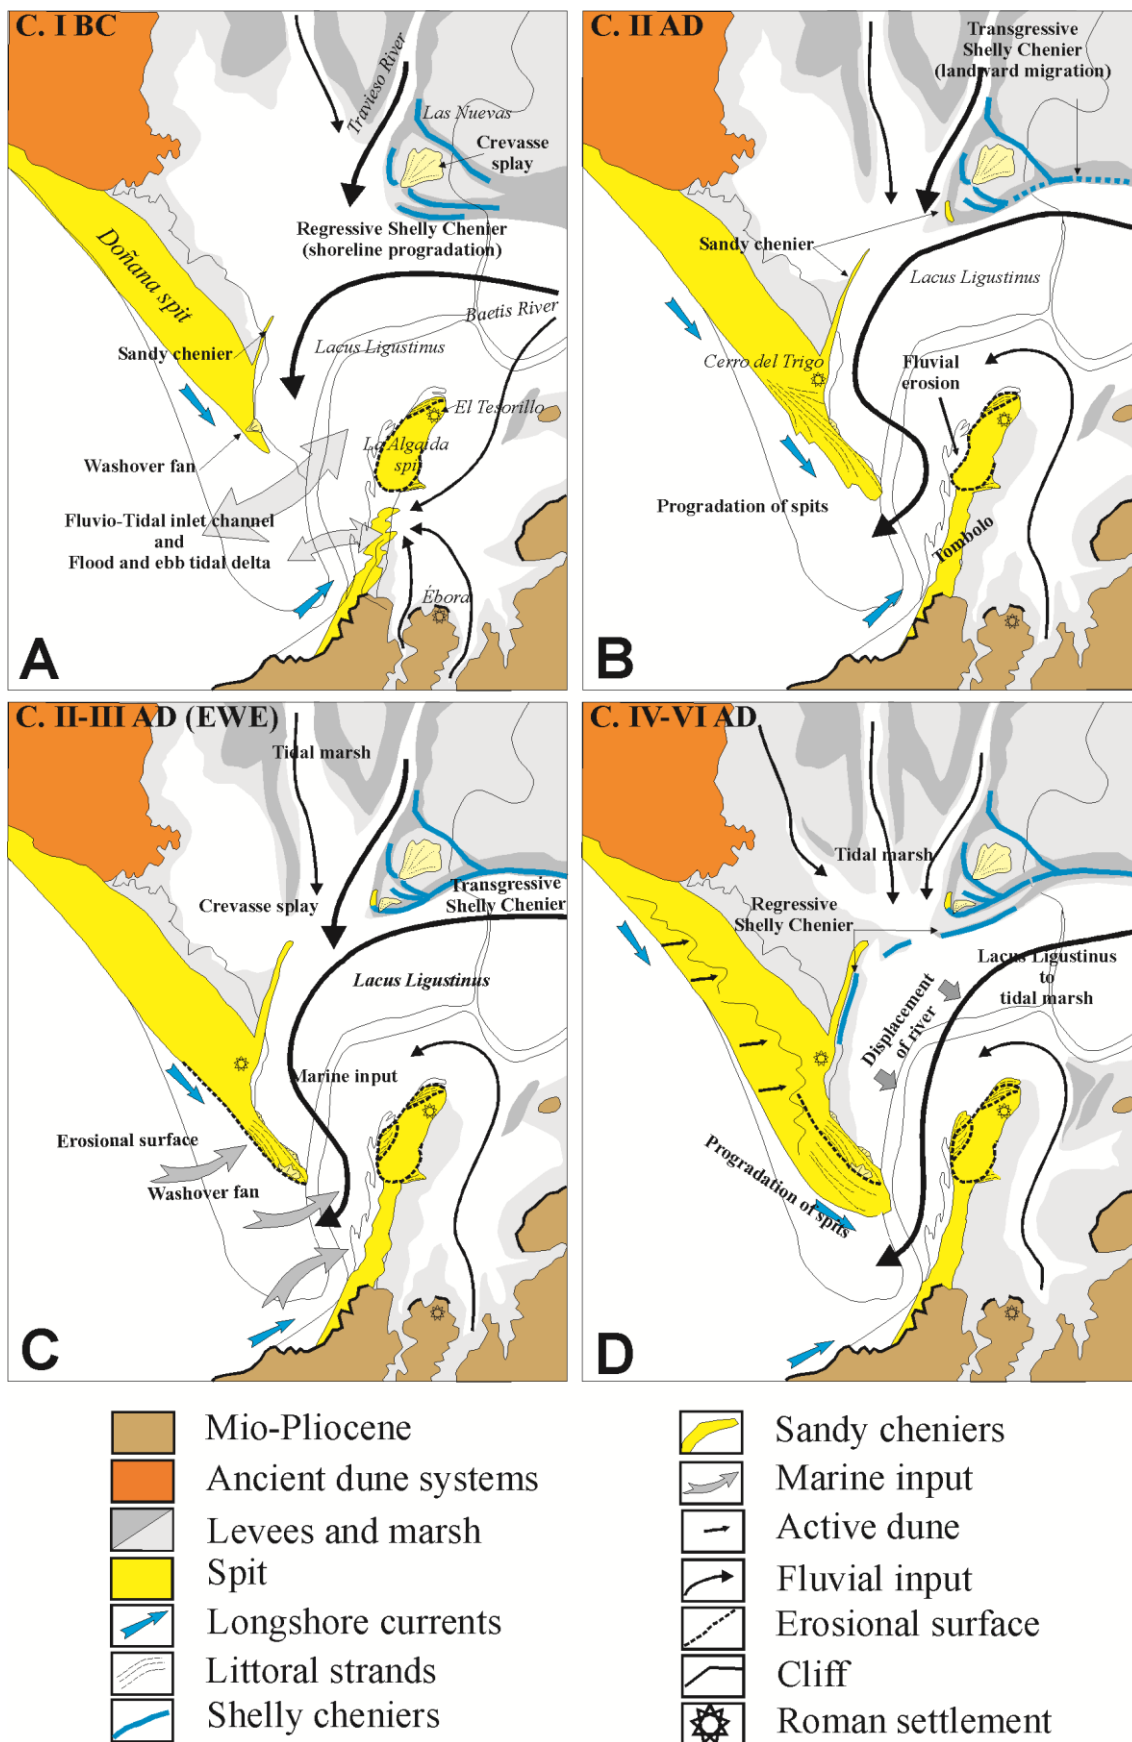 C. I BC
Travieso River
Las Nuevas
Crevasse
splay
Regressive Shelly Chenier
(shoreline progradation)
Doñana spit
Baetis River
Sandy chenier
Lacus Ligustinus
El Tesorillo
La Algaida
spit
Washover fan
Fluvio-Tidal inlet channel
and
Flood and ebb tidal delta
Ébora
A
C. II AD
Transgressive
Shelly Chenier
(landward migration)
Sandy chenier
Lacus Ligustinus
Cerro del Trigo
Fluvial
erosion
Progradation of spits
Tombolo
B
C. II-III AD (EWE)
Tidal marsh
Crevasse splay
Transgressive
Shelly Chenier
Lacus Ligustinus
Marine input
Erosional surface
Washover fan
C
C. IV-VI AD
Tidal marsh
Regressive
Shelly Chenier
Lacus Ligustinus
to
tidal marsh
Displacement
of river
Progradation of spits
D
Mio-Pliocene
Ancient dune systems
Levees and marsh
Spit
Longshore currents
Littoral strands
Shelly cheniers
Sandy cheniers
Marine input
Active dune
Fluvial input
Erosional surface
Cliff
Roman settlement